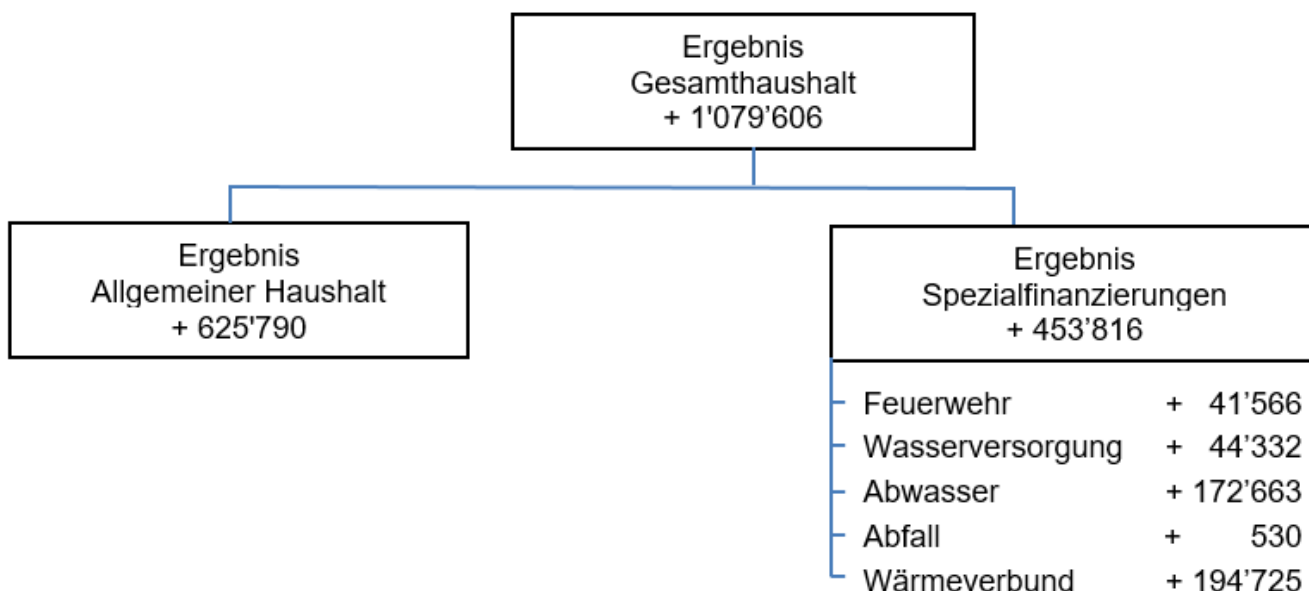 Ergebnis
Gesamthaushalt
+ 1'079’606
Ergebnis
Allgemeiner Haushalt
+ 625'790
Ergebnis
Spezialfinanzierungen
+ 453’816
Feuerwehr + 41’566
Wasserversorgung + 44’332
Abwasser + 172’663
Abfall + 530
Wärmeverbund + 194’725